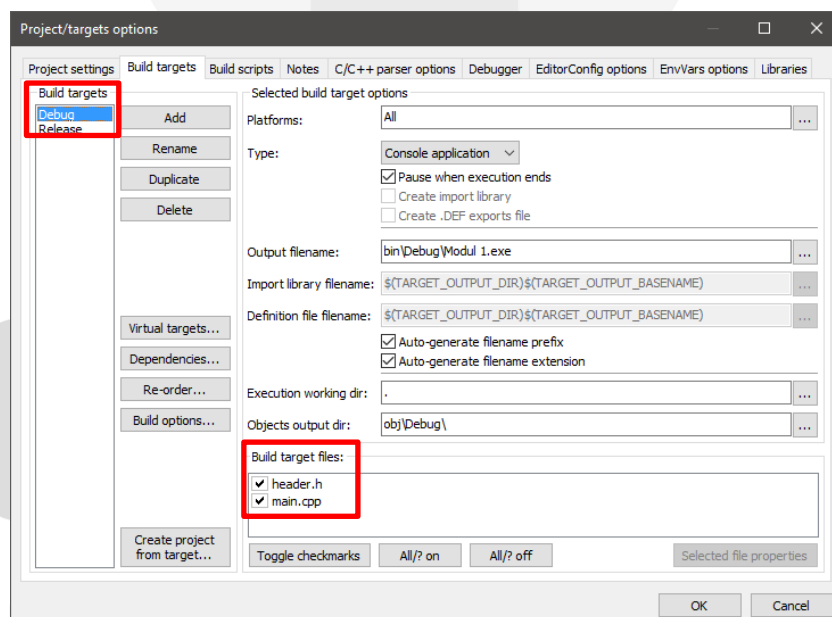 Project/targets options
Project settings Build targets Build scripts Notes C/C++ parser options Debugger EditorConfig options EnvVars options Libraries
Build targets
Debug
Release
Add
Rename
Duplicate
Delete
Virtual targets...
Dependencies...
Re-order...
Build options...
Create project
from target...
Selected build target options
Platforms: All ...
Type: Console application
Pause when execution ends
Create import library
Create .DEF exports file
Output filename: bin\Debug\Modul 1.exe ...
Import library filename: $(TARGET_OUTPUT_DIR)$(TARGET_OUTPUT_BASENAME) ...
Definition file filename: $(TARGET_OUTPUT_DIR)$(TARGET_OUTPUT_BASENAME) ...
Auto-generate filename prefix
Auto-generate filename extension
Execution working dir: . ...
Objects output dir: obj\Debug\ ...
Build target files:
header.h
main.cpp
Toggle checkmarks All/? on All/? off Selected file properties
OK Cancel